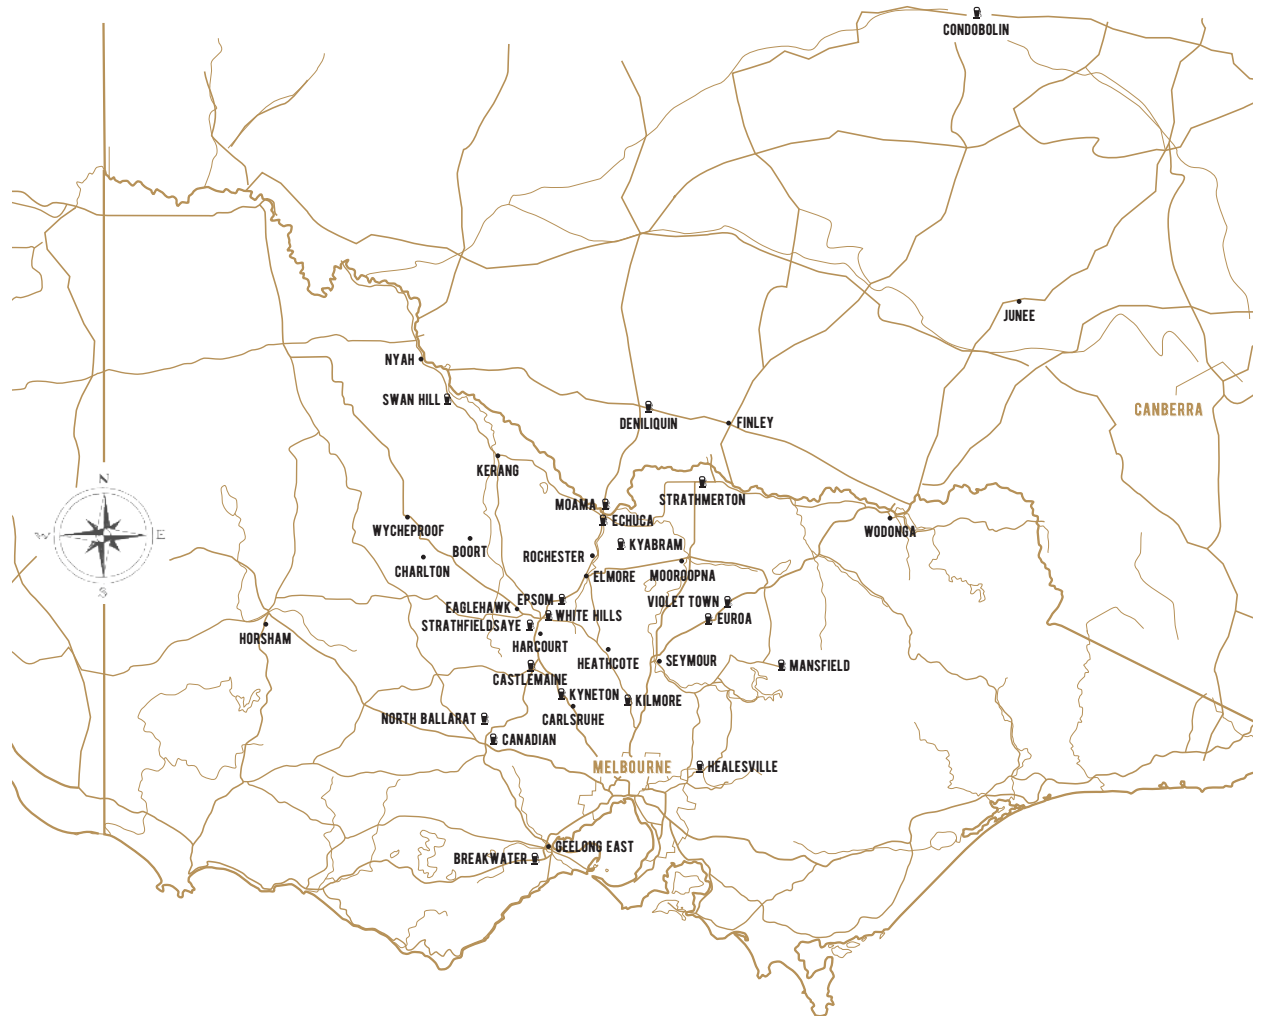 CONDOBOLIN
JUNEE
NYAH
SWAN HILL
CANBERRA
DENILIQUIN
FINLEY
KERANG
N
STRATHMERTON
MOAMA
ECHUCA
WYCHEPROOF
WODONGA
W
E
BOORT
KYABRAM
ROCHESTER
CHARLTON
ELMORE
MOOROOPNA
S
EPSOM
VIOLET TOWN
EAGLEHAWK
WHITE HILLS
EUROA
STRATHFIELDSAYE
HORSHAM
HARCOURT
HEATHCOTE
SEYMOUR
MANSFIELD
CASTLEMAINE
KYNETON
KILMORE
NORTH BALLARAT
CARLSRUHE
CANADIAN
MELBOURNE
HEALESVILLE
GEELONG EAST
BREAKWATER